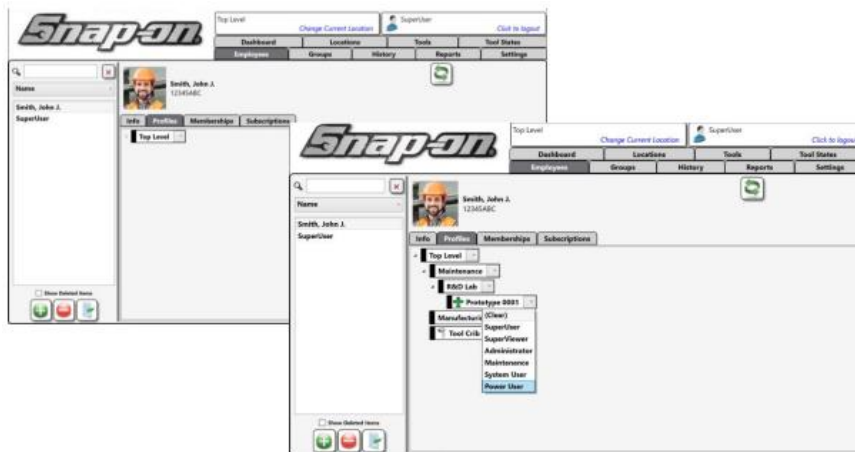 Snap-on
Top Level
Change Current Location
SuperUser
Click to logout
Dashboard Locations Tools Tool States
Employees Groups History Reports Settings
Name
Smith, John J.
SuperUser
Smith, John J.
12345ABC
Info Profiles Memberships Subscriptions
Top Level
Show Deleted Items
Snap-on
Top Level
Change Current Location
SuperUser
Click to logout
Dashboard Locations Tools Tool States
Employees Groups History Reports Settings
Name
Smith, John J.
SuperUser
Smith, John J.
12345ABC
Info Profiles Memberships Subscriptions
Top Level
Maintenance
R&D Lab
Prototype 0001
Manufacturi
Tool Crib
(Clear)
SuperUser
SuperViewer
Administrator
Maintenence
System User
Power User
Show Deleted Items